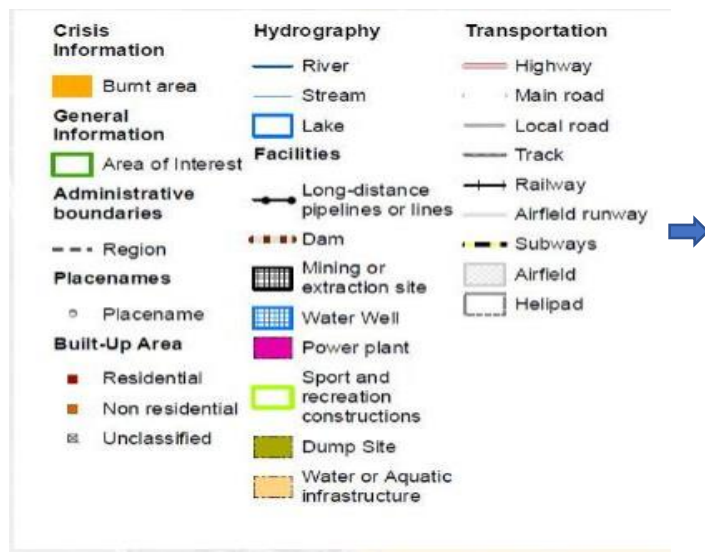 Crisis
Information
Burnt area
General
Information
Area of Interest
Administrative
boundaries
Region
Placenames
Placename
Built-Up Area
Residential
Non residential
Unclassified
Hydrography
River
Stream
Lake
Facilities
Long-distance
pipelines or lines
Dam
Mining or
extraction site
Water Well
Power plant
Sport and
recreation
constructions
Dump Site
Water or Aquatic
infrastructure
Transportation
Highway
Main road
Local road
Track
Railway
Airfield runway
Subways
Airfield
Helipad